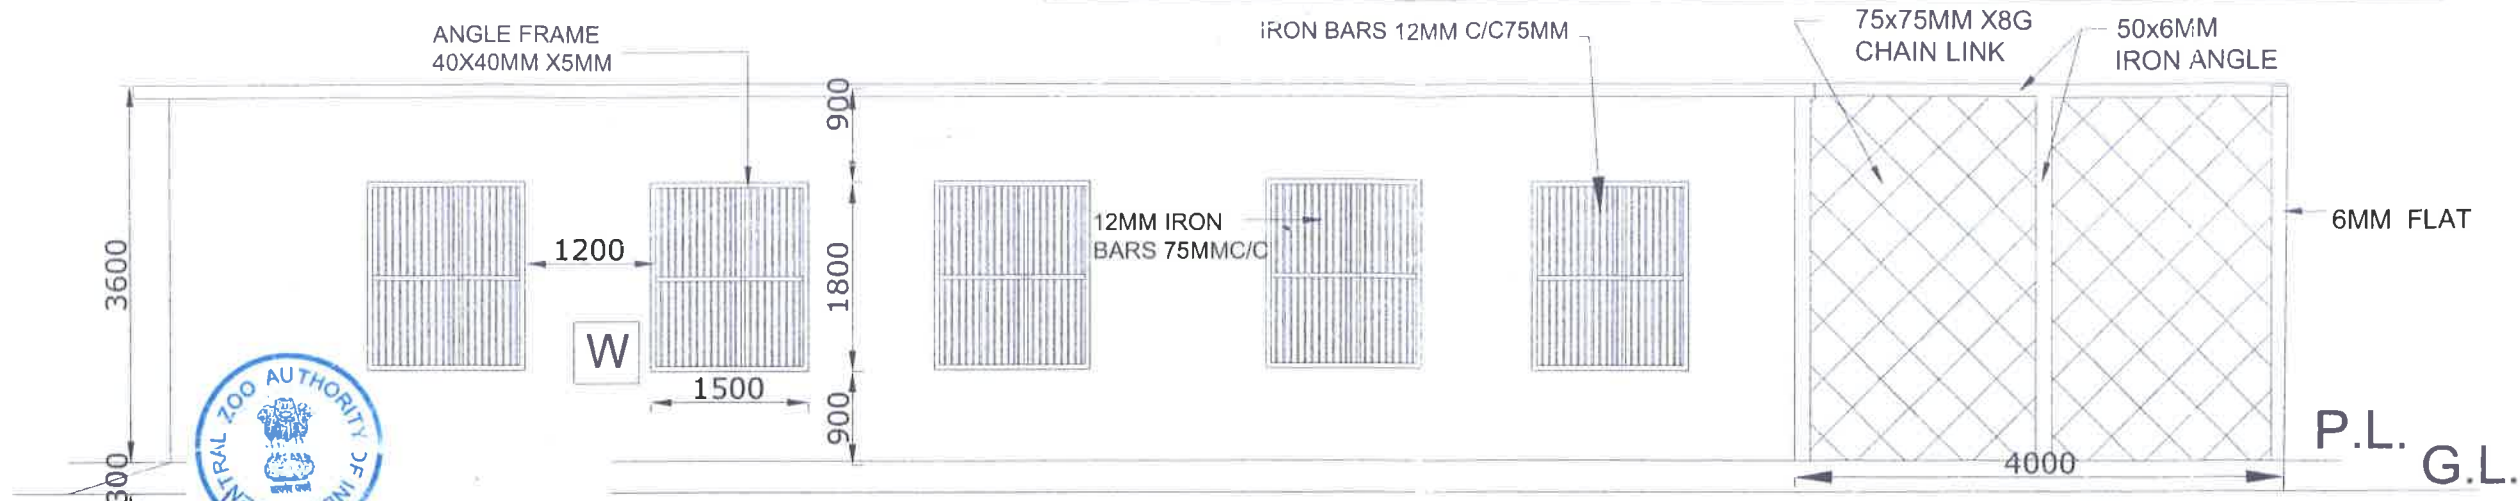 ANGLE FRAME
40X40MM X5MM
IRON BARS 12MM C/C75MM
75x75MM X8G
CHAIN LINK
50x6MM
IRON ANGLE
900
3600
1200
1800
12MM IRON
BARS 75MMC/C
6MM FLAT
W
1500
900
ZOO AUTHORITY OF
P.L.
4000
G.L.
300